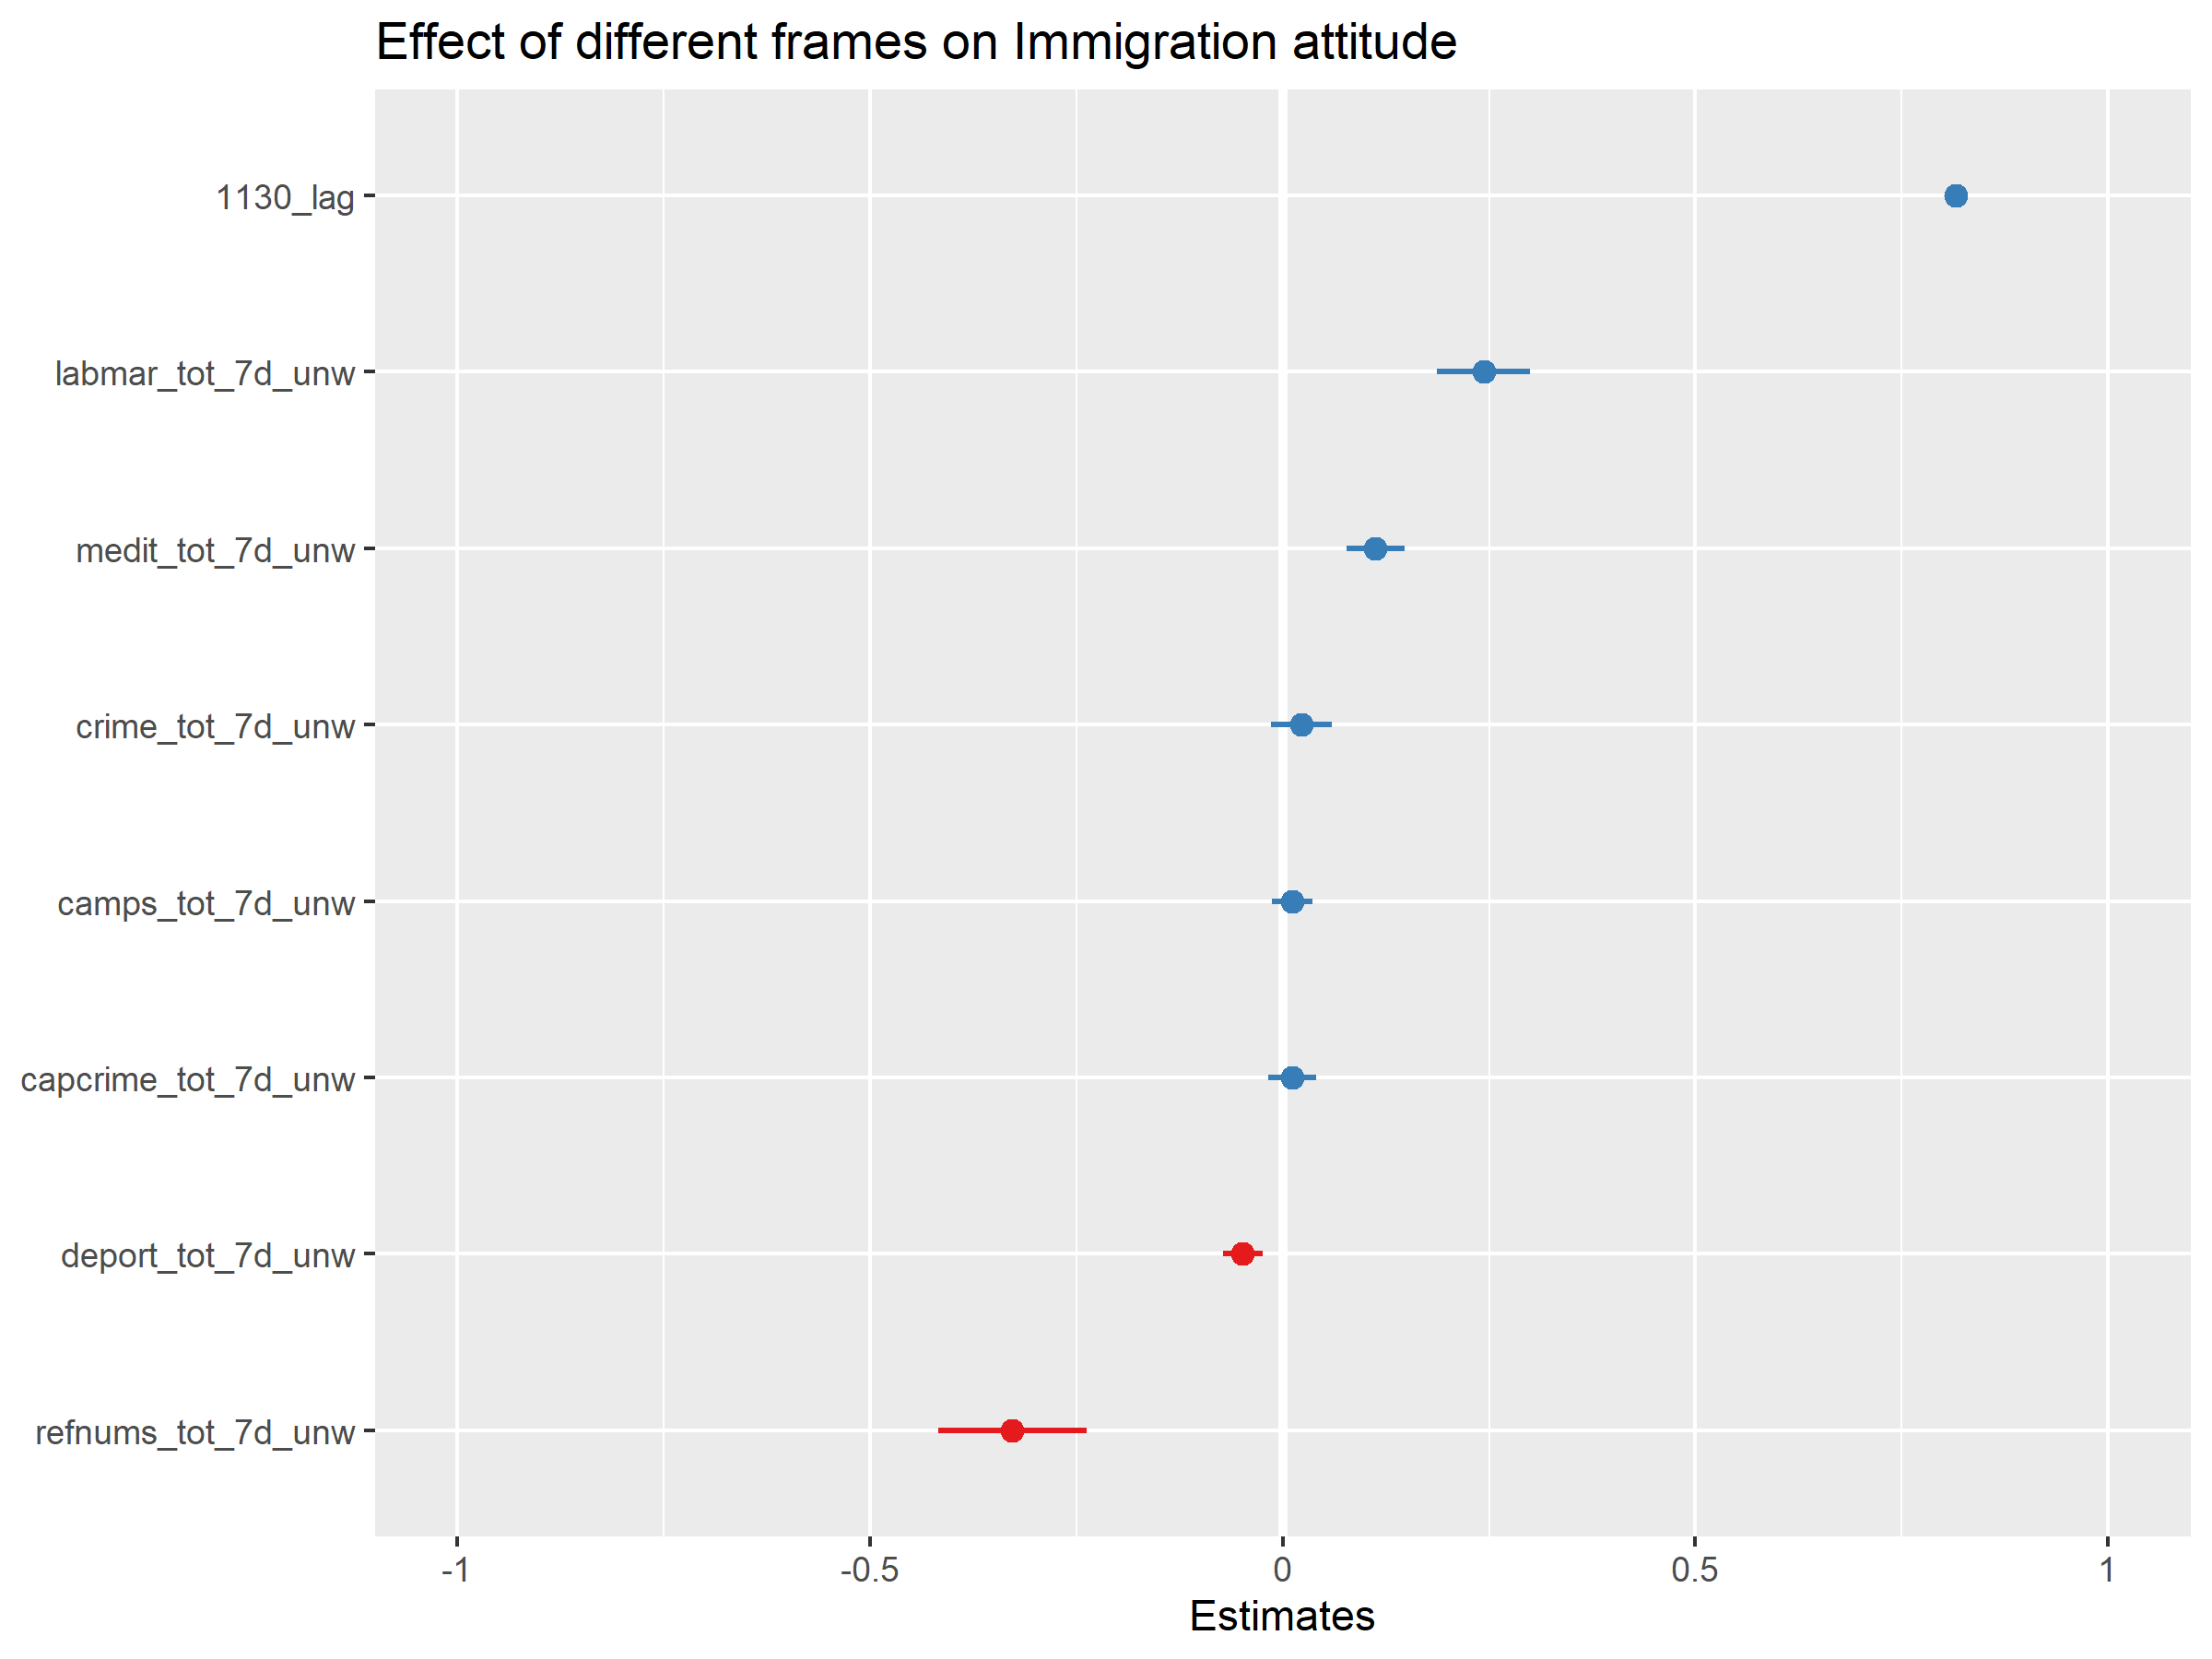 Effect of different frames on Immigration attitude
1130_lag
labmar_tot_7d_unw
medit_tot_7d_unw
crime_tot_7d_unw
camps_tot_7d_unw
capcrime_tot_7d_unw
deport_tot_7d_unw
refnums_tot_7d_unw
-1 -0.5 0 0.5 1
Estimates